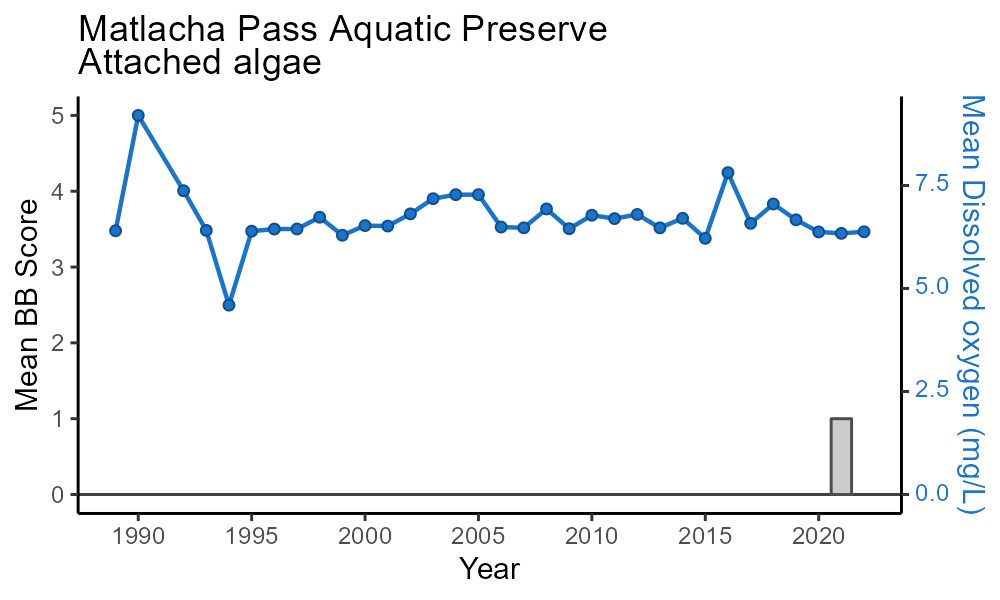 Matlacha Pass Aquatic Preserve
Attached algae
Mean BB Score
5
4
3
2
1
0
7.5
5.0
2.5
0.0
Mean Dissolved oxygen (mg/L)
1990 1995 2000 2005 2010 2015 2020
Year